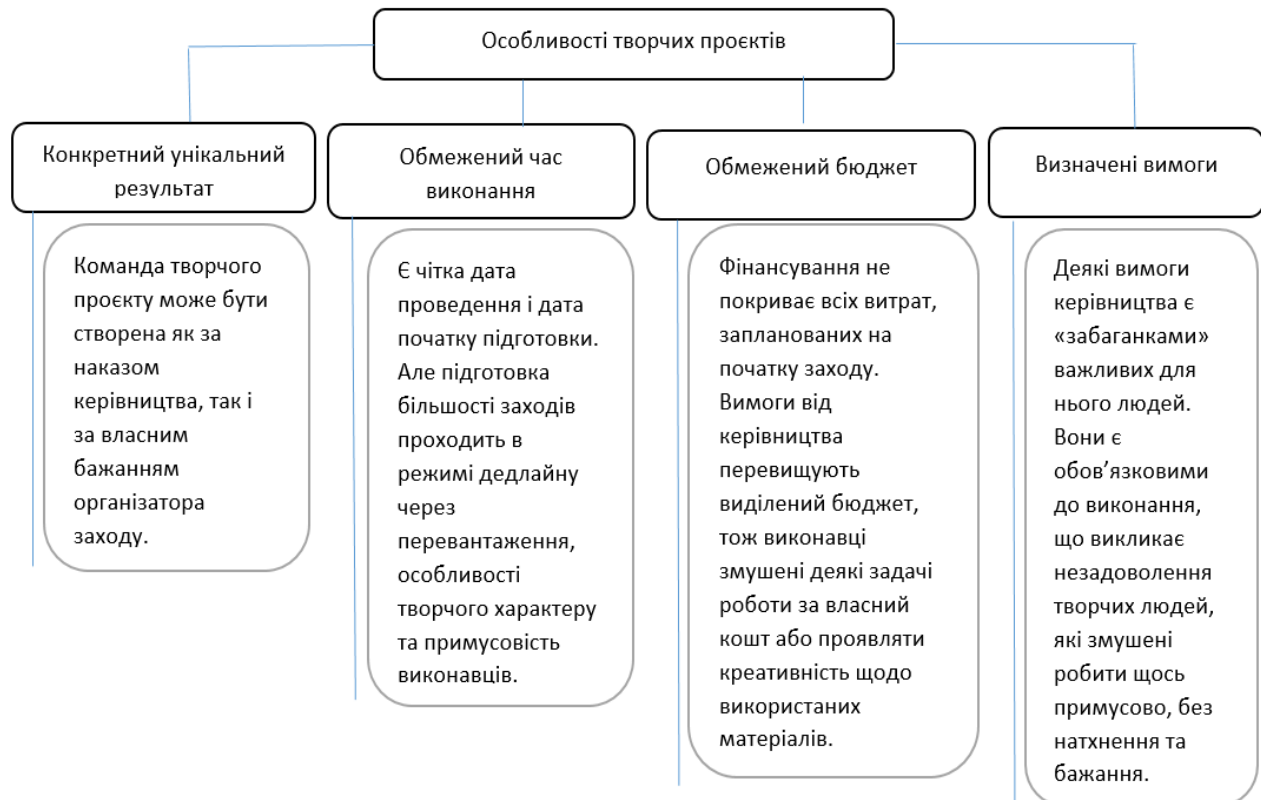 Особливості творчих проєктів
Конкретний унікальний
результат
Обмежений час
виконання
Обмежений бюджет
Визначені вимоги
Команда творчого
проєкту може бути
створена як за
наказом
керівництва, так і
за власним
бажанням
організатора
заходу.
Є чітка дата
проведення і дата
початку підготовки.
Але підготовка
більшості заходів
проходить в
режимі дедлайну
через
перевантаження,
особливості
творчого характеру
та примусовість
виконавців.
Фінансування не
покриває всіх витрат,
запланованих на
початку заходу.
Вимоги від
керівництва
перевищують
виділений бюджет,
тож виконавці
змушені деякі задачі
роботи за власний
кошт або проявляти
креативність щодо
використаних
матеріалів.
Деякі вимоги
керівництва є
«забаганками»
важливих для
нього людей.
Вони є
обов’язковими
до виконання,
що викликає
незадоволення
творчих людей,
які змушені
робити щось
примусово, без
натхнення та
бажання.